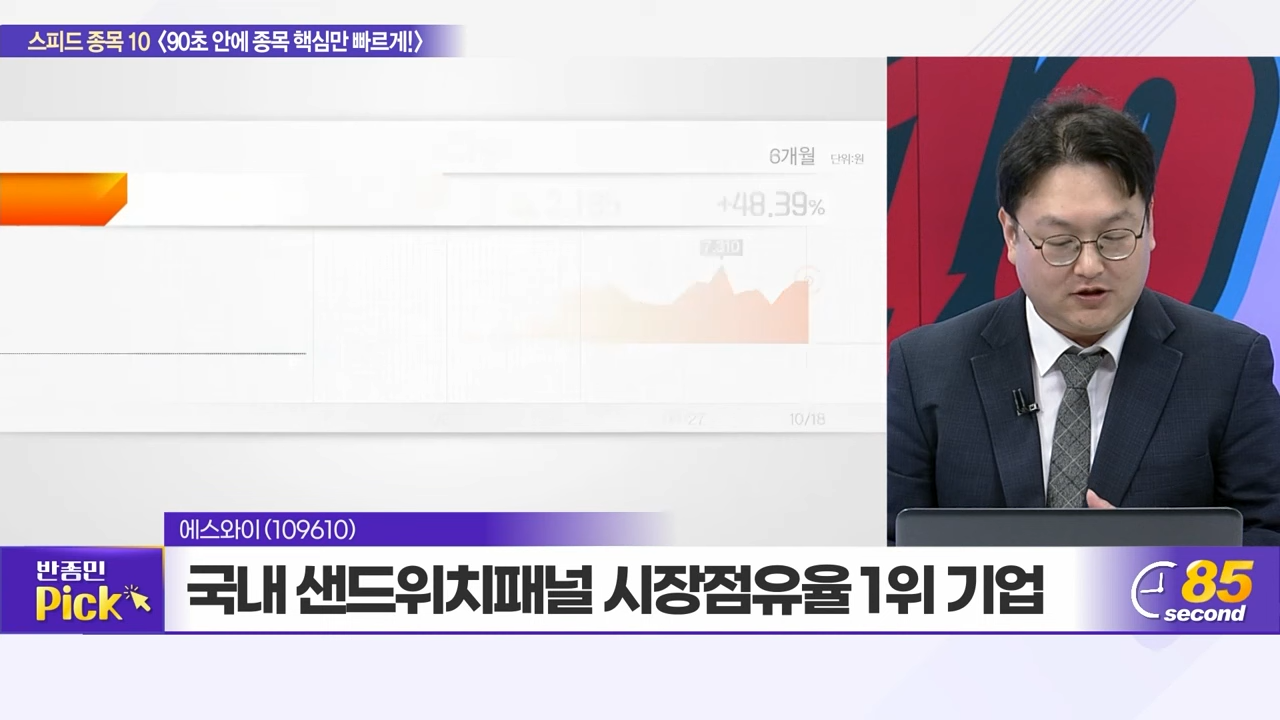 스피드 종목 10 <90초 안에 종목 핵심만 빠르게!>
6개월 단위:원
+48.39%
7,310
10/18
에스와이 (109610)
반종민
Pick
국내 샌드위치패널 시장점유율 1위 기업
85
second
10